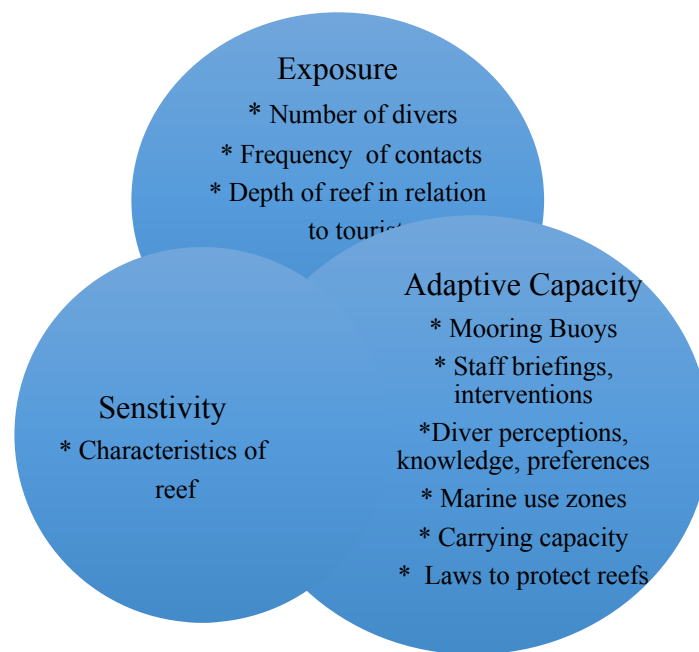 Exposure
* Number of divers
* Frequency of contacts
* Depth of reef in relation
to
Adaptive Capacity
* Mooring Buoys
* Staff briefings,
interventions
*Diver perceptions,
knowledge, preferences
* Marine use zones
* Carrying capacity
* Laws to protect reefs
Senstivity
* Characteristics of
reef